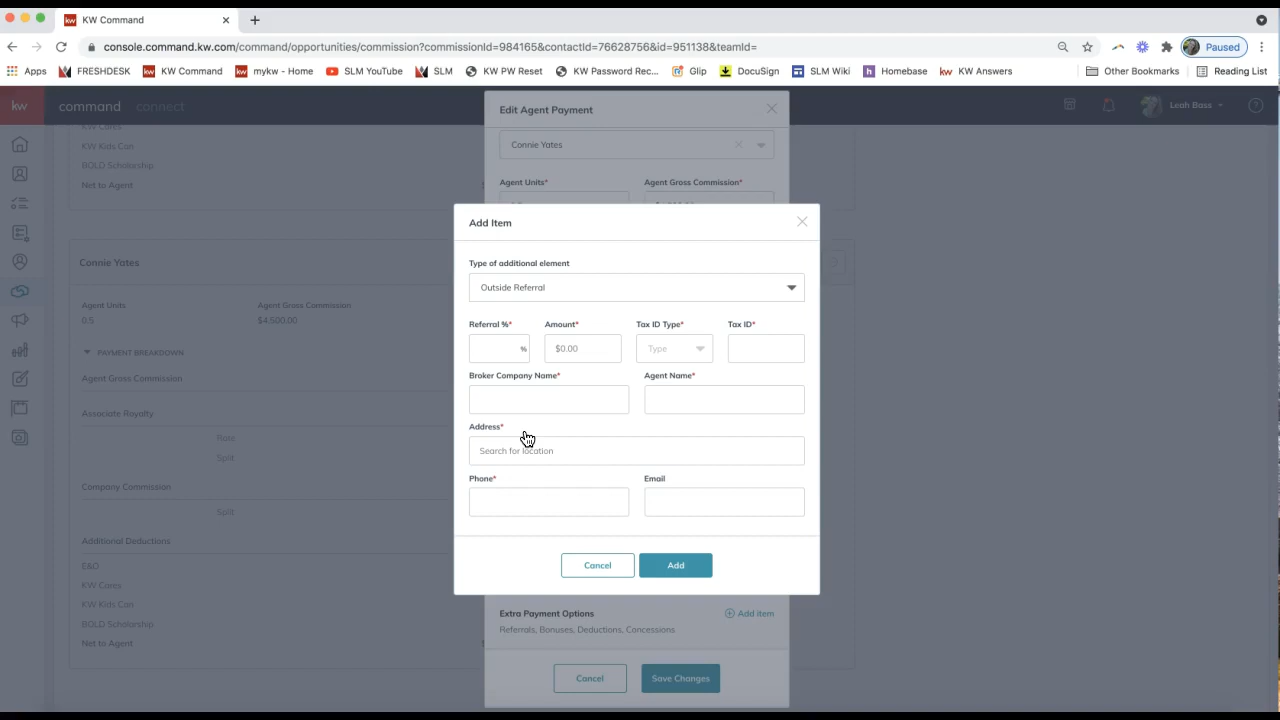 KW Command
console.command.kw.com/command/opportunities/commission?commissionId=984165&contactId=76628756&id=951138&teamId=
Paused
Apps
FRESHDESK
KW Command
mykw - Home
SLM YouTube
SLM
KW PW Reset
KW Password Rec...
Glip
DocuSign
SLM Wiki
Homebase
KW Answers
Other Bookmarks
Reading List
kw
command
connect
Leah Bass
KW Cares
KW Kids Can
BOLD Scholarship
Net to Agent
Connie Yates
Agent Units
Agent Gross Commission
0.5
$4,500.00
PAYMENT BREAKDOWN
Agent Gross Commission
Associate Royalty
Rate
Split
Company Commission
Split
Additional Deductions
E&O
KW Cares
KW Kids Can
BOLD Scholarship
Net to Agent
Edit Agent Payment
Connie Yates
Agent Units*
Agent Gross Commission*
Add Item
Type of additional element
Outside Referral
Referral %*
Amount*
Tax ID Type*
Tax ID*
%
$0.00
Type
Broker Company Name*
Agent Name*
Address*
Search for location
Phone*
Email
Cancel
Add
Extra Payment Options
Add item
Referrals, Bonuses, Deductions, Concessions
Cancel
Save Changes